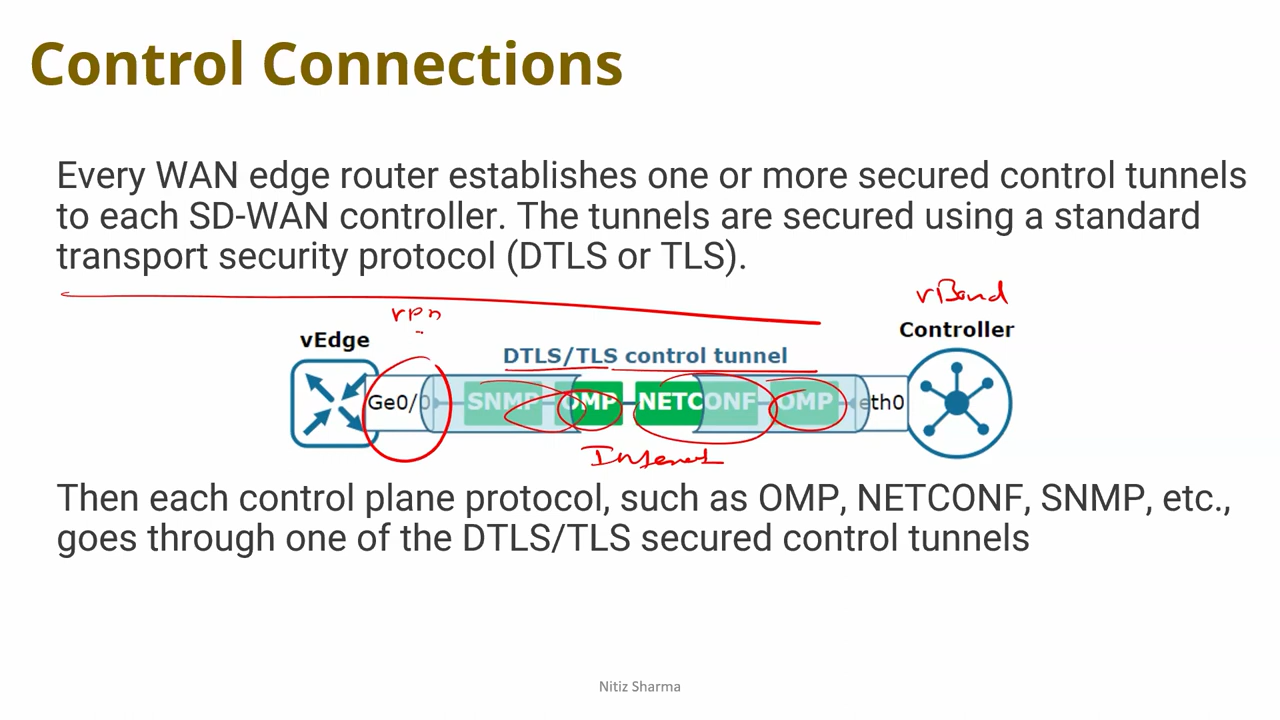 Control Connections
Every WAN edge router establishes one or more secured control tunnels
to each SD-WAN controller. The tunnels are secured using a standard
transport security protocol (DTLS or TLS).
vBond
vpn
Controller
vEdge
DTLS/TLS control tunnel
Ge0/0 SNMP OMP NETCONF OMP eth0
Internet
Then each control plane protocol, such as OMP, NETCONF, SNMP, etc.,
goes through one of the DTLS/TLS secured control tunnels
Nitiz Sharma